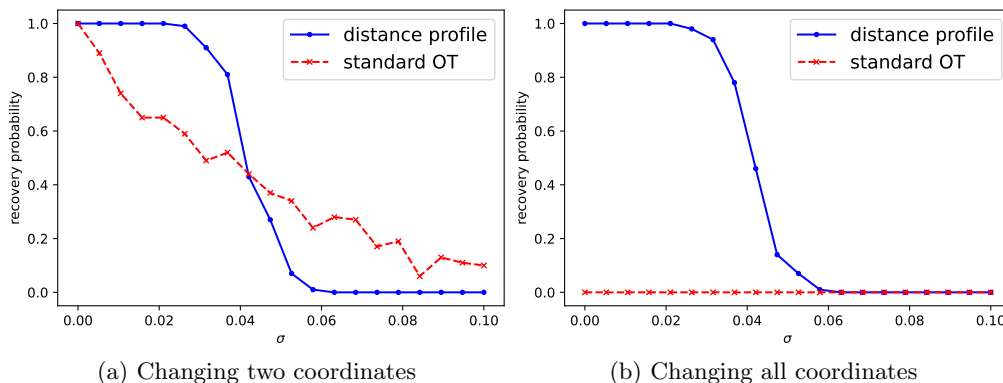 distance profile
standard OT
recovery probability
1.0
0.8
0.6
0.4
0.2
0.0
0.00
0.02
0.04
0.06
0.08
0.10
σ
(a) Changing two coordinates
distance profile
standard OT
recovery probability
1.0
0.8
0.6
0.4
0.2
0.0
0.00
0.02
0.04
0.06
0.08
0.10
σ
(b) Changing all coordinates